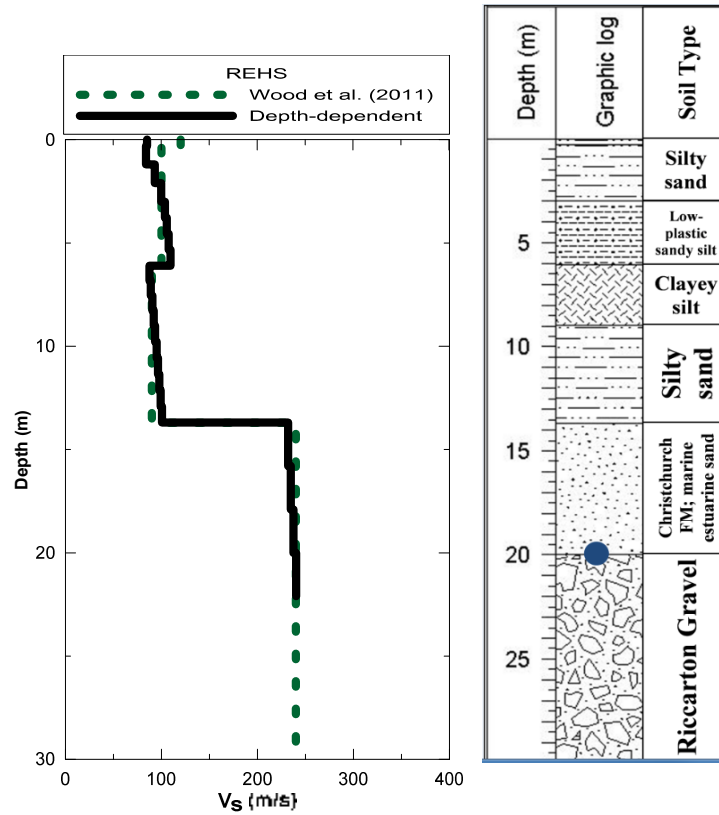 REHS
Wood et al. (2011)
Depth-dependent
0
10
20
30
Depth (m)
0
100
200
300
400
Vs (m/s)
Depth (m)
Graphic log
Soil Type
5
10
15
20
25
Silty
sand
Low-
plastic
sandy silt
Clayey
silt
Silty
sand
Christchurch
FM; marine
estuarine sand
Riccarton Gravel